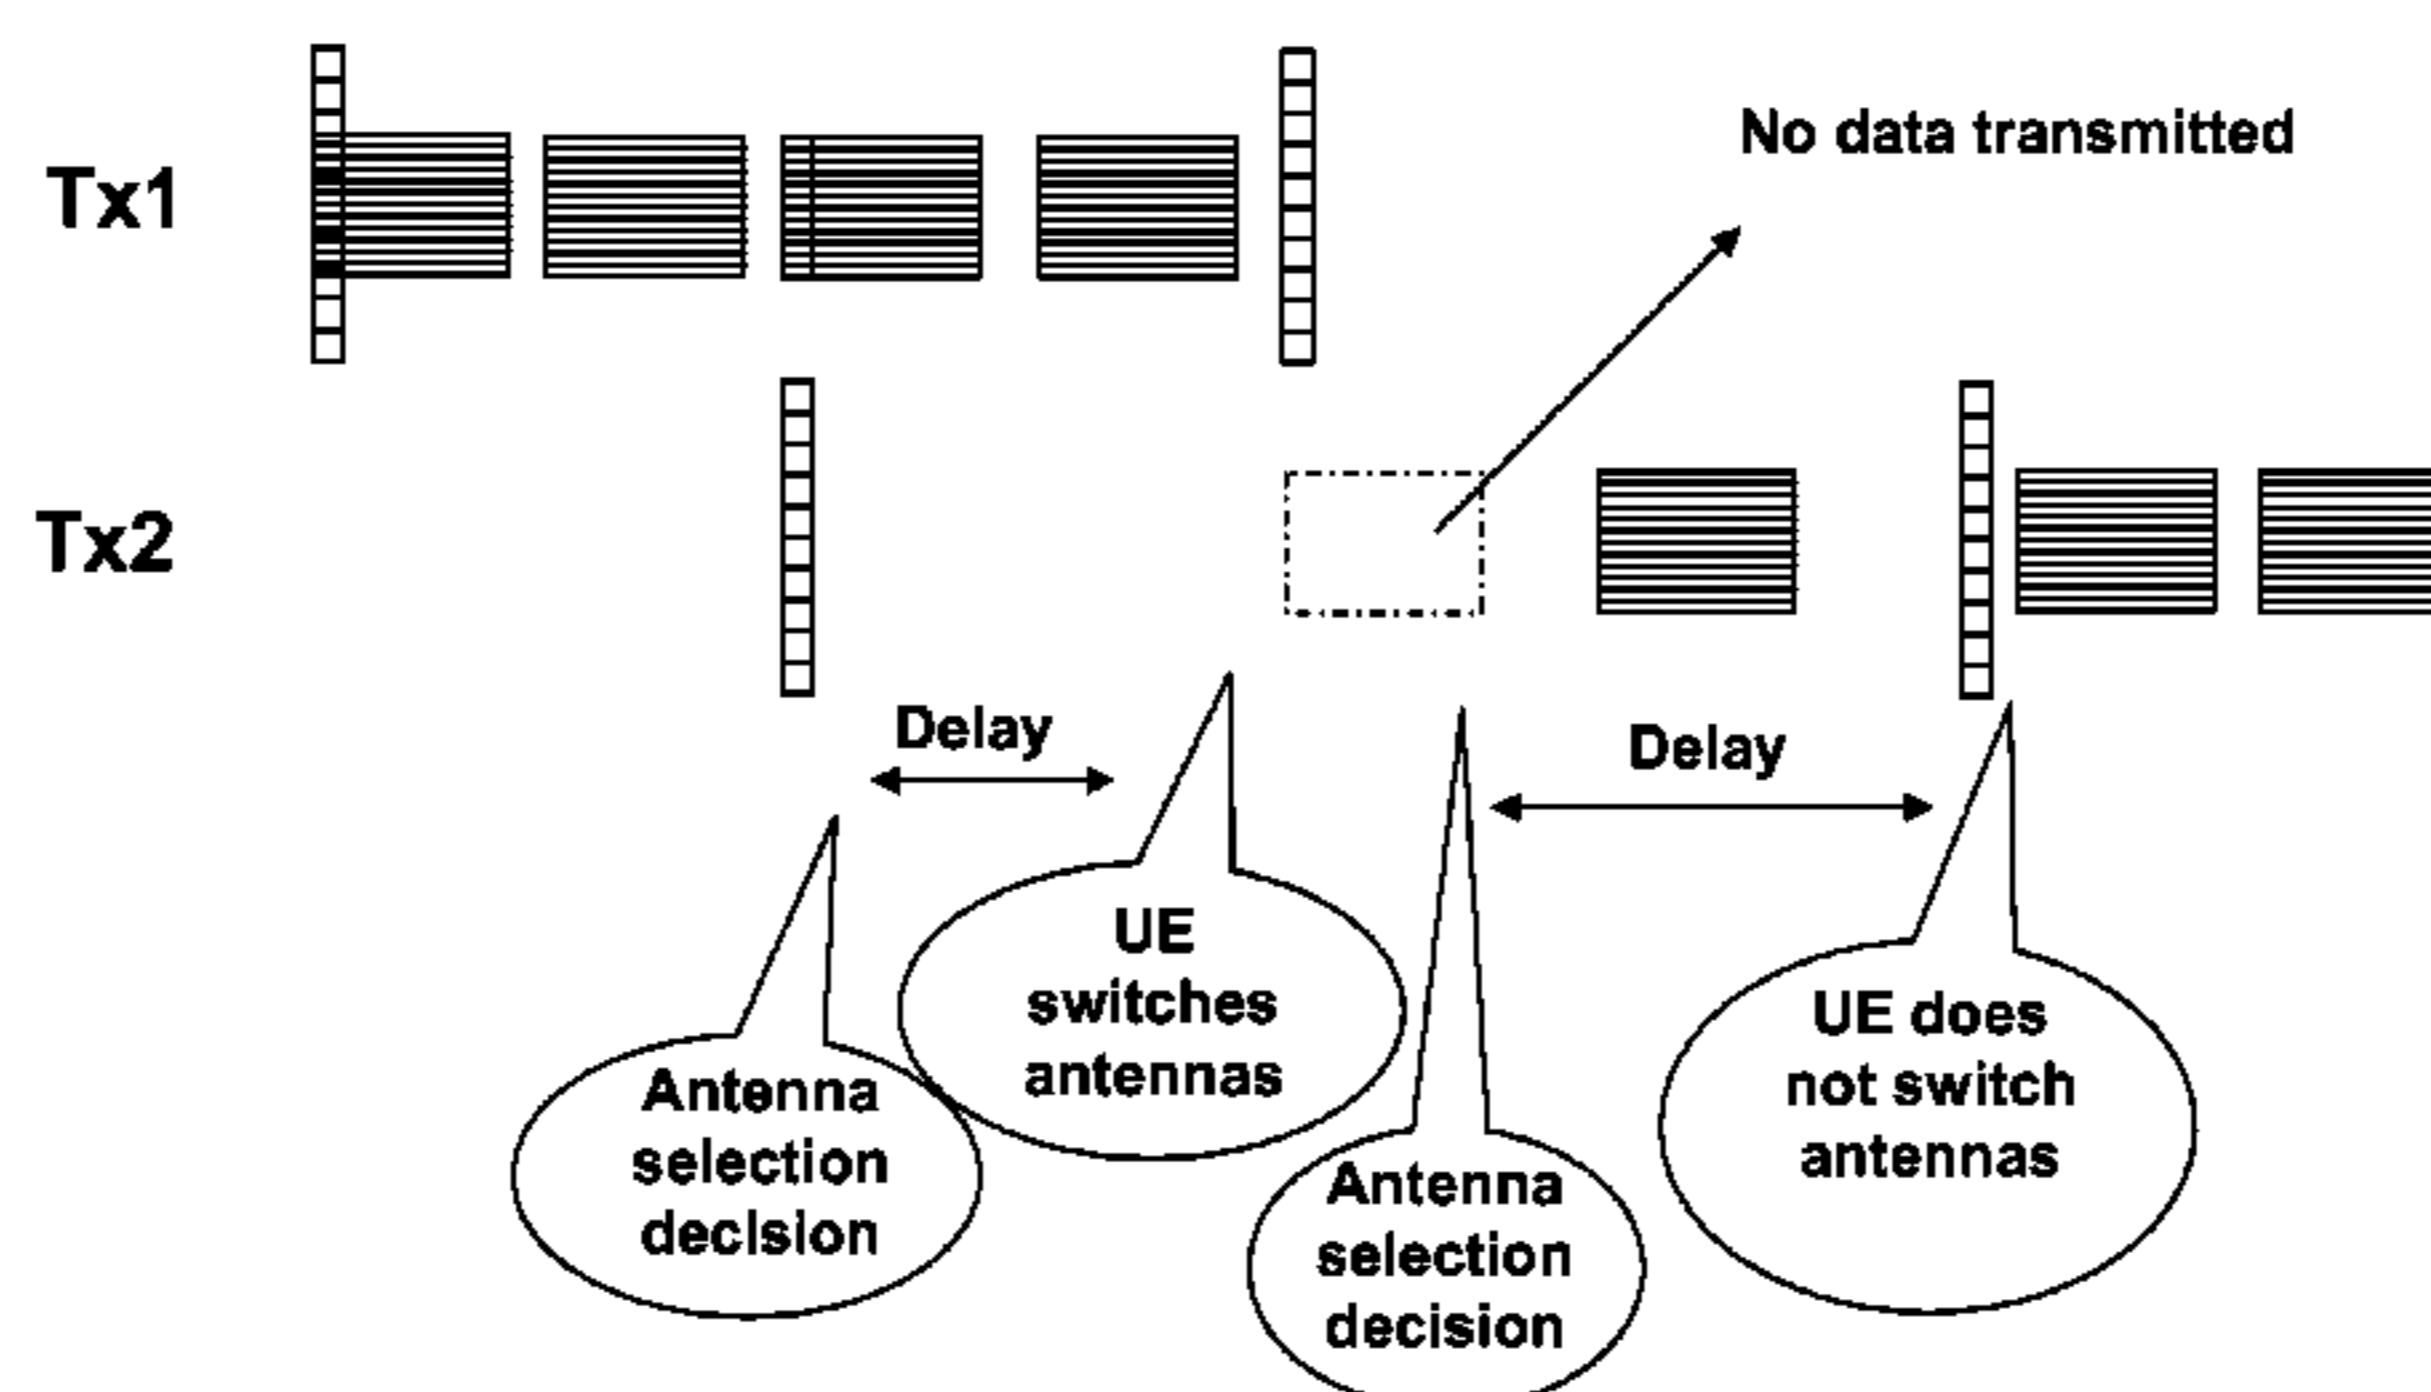 No data transmitted
Tx1
Tx2
Delay
Delay
UE
switches
antennas
UE does
not switch
antennas
Antenna
selection
decision
Antenna
selection
decision